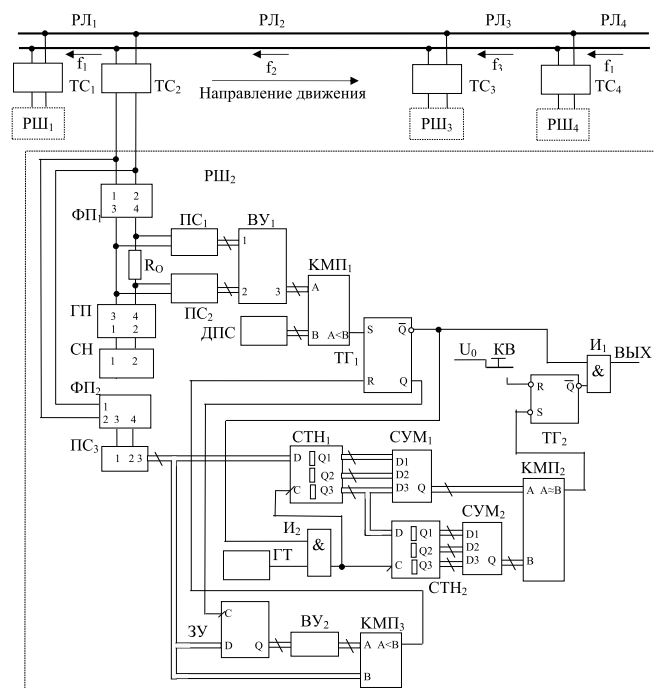 РЛ₁ РЛ₂ РЛ₃ РЛ₄
f₁ f₂ f₃ f₁
ТС₁ ТС₂ Направление движения ТС₃ ТС₄
РШ₁ РШ₃ РШ₄
РШ₂
1 2
3 4
ФП₁
ПС₁ ВУ₁
1
R₀ КМП₁
ПС₂ 2 3 A
ГП 3 4
1 2
ДПС B A<B
ТГ₁ S Q̅
R Q
СН 1 2
U₀ КВ И₁ ВЫХ
&
R Q̅
S
ТГ₂
ФП₂
1
2 3 4
ПС₃ 1 2 3
СТН₁ СУМ₁
D Q1 D1
Q2 D2
C Q3 D3 Q
КМП₂
A A≈B
B
И₂
&
ГТ
СУМ₂
D Q1 D1
Q2 D2
C Q3 D3 Q
СТН₂
ЗУ C
D Q
ВУ₂ КМП₃
A A<B
B